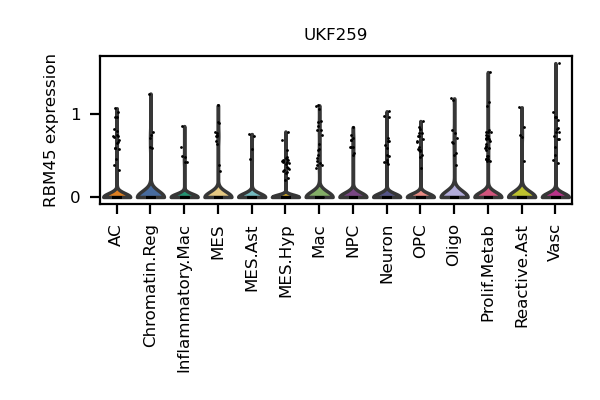 UKF259
RBM45 expression
1
0
AC
Chromatin.Reg
Inflammatory.Mac
MES
MES.Ast
MES.Hyp
Mac
NPC
Neuron
OPC
Oligo
Prolif.Metab
Reactive.Ast
Vasc